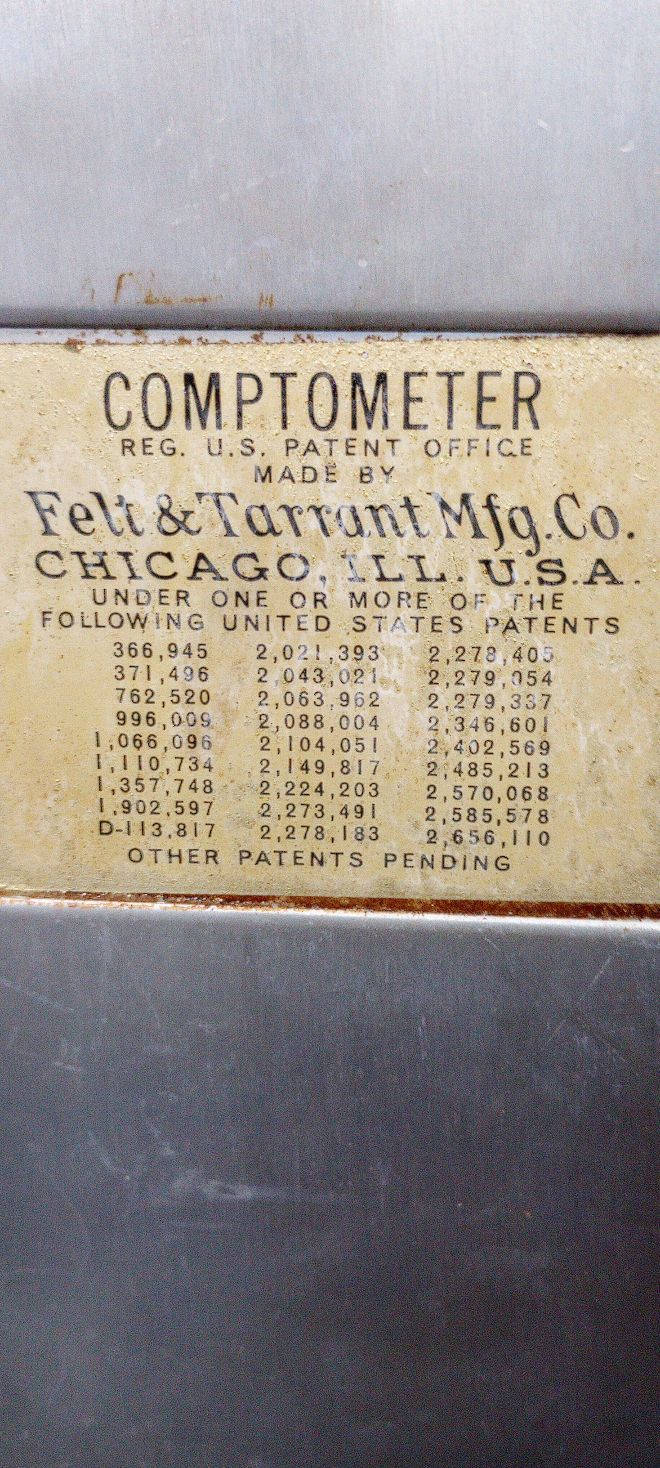 COMPTOMETER
REG. U.S. PATENT OFFICE
MADE BY
Felt & Tarrant Mfg. Co.
CHICAGO, ILL. U.S.A.
UNDER ONE OR MORE OF THE
FOLLOWING UNITED STATES PATENTS
366,945 2,021,393 2,278,405
371,496 2,043,021 2,279,054
762,520 2,063,962 2,279,337
996,009 2,088,004 2,346,601
1,066,096 2,104,051 2,402,569
1,110,734 2,149,817 2,485,213
1,357,748 2,224,203 2,570,068
1,902,597 2,273,491 2,585,578
D-113,817 2,278,183 2,656,110
OTHER PATENTS PENDING